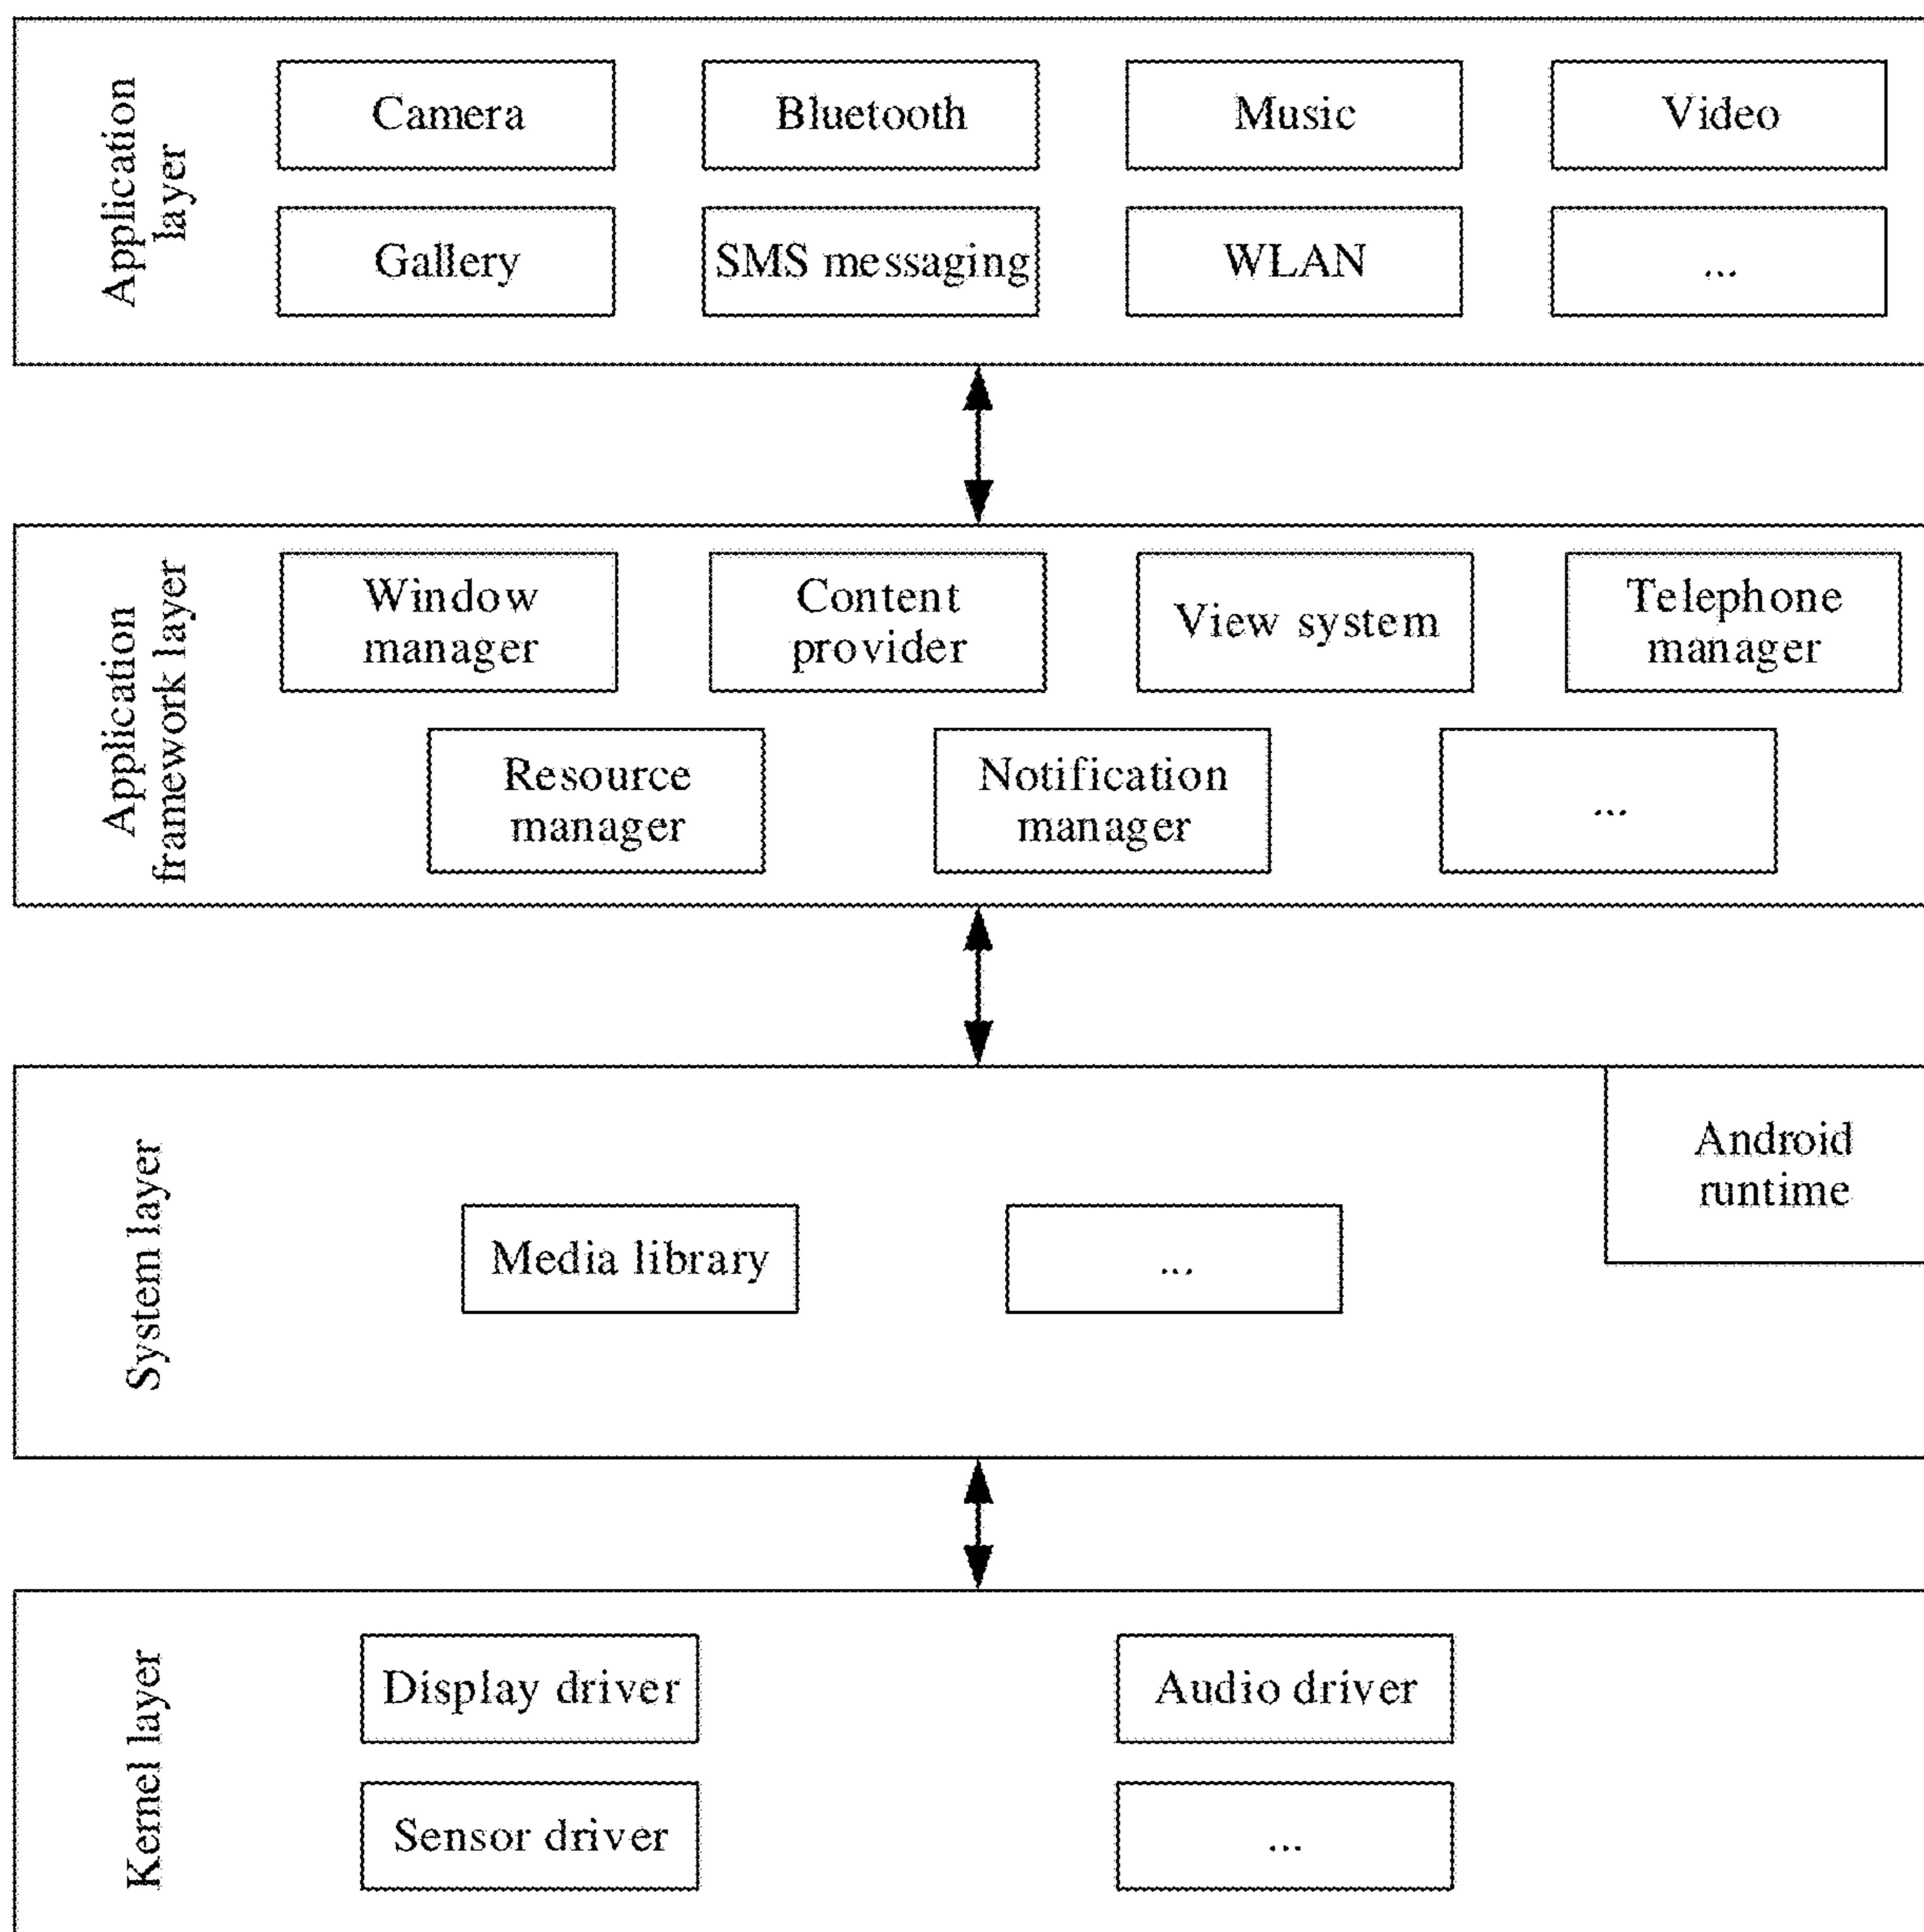 Application
layer
Camera
Bluetooth
Music
Video
Gallery
SMS messaging
WLAN
...
Application
framework layer
Window
manager
Content
provider
View system
Telephone
manager
Resource
manager
Notification
manager
...
System layer
Media library
...
Android
runtime
Kernel layer
Display driver
Audio driver
Sensor driver
...